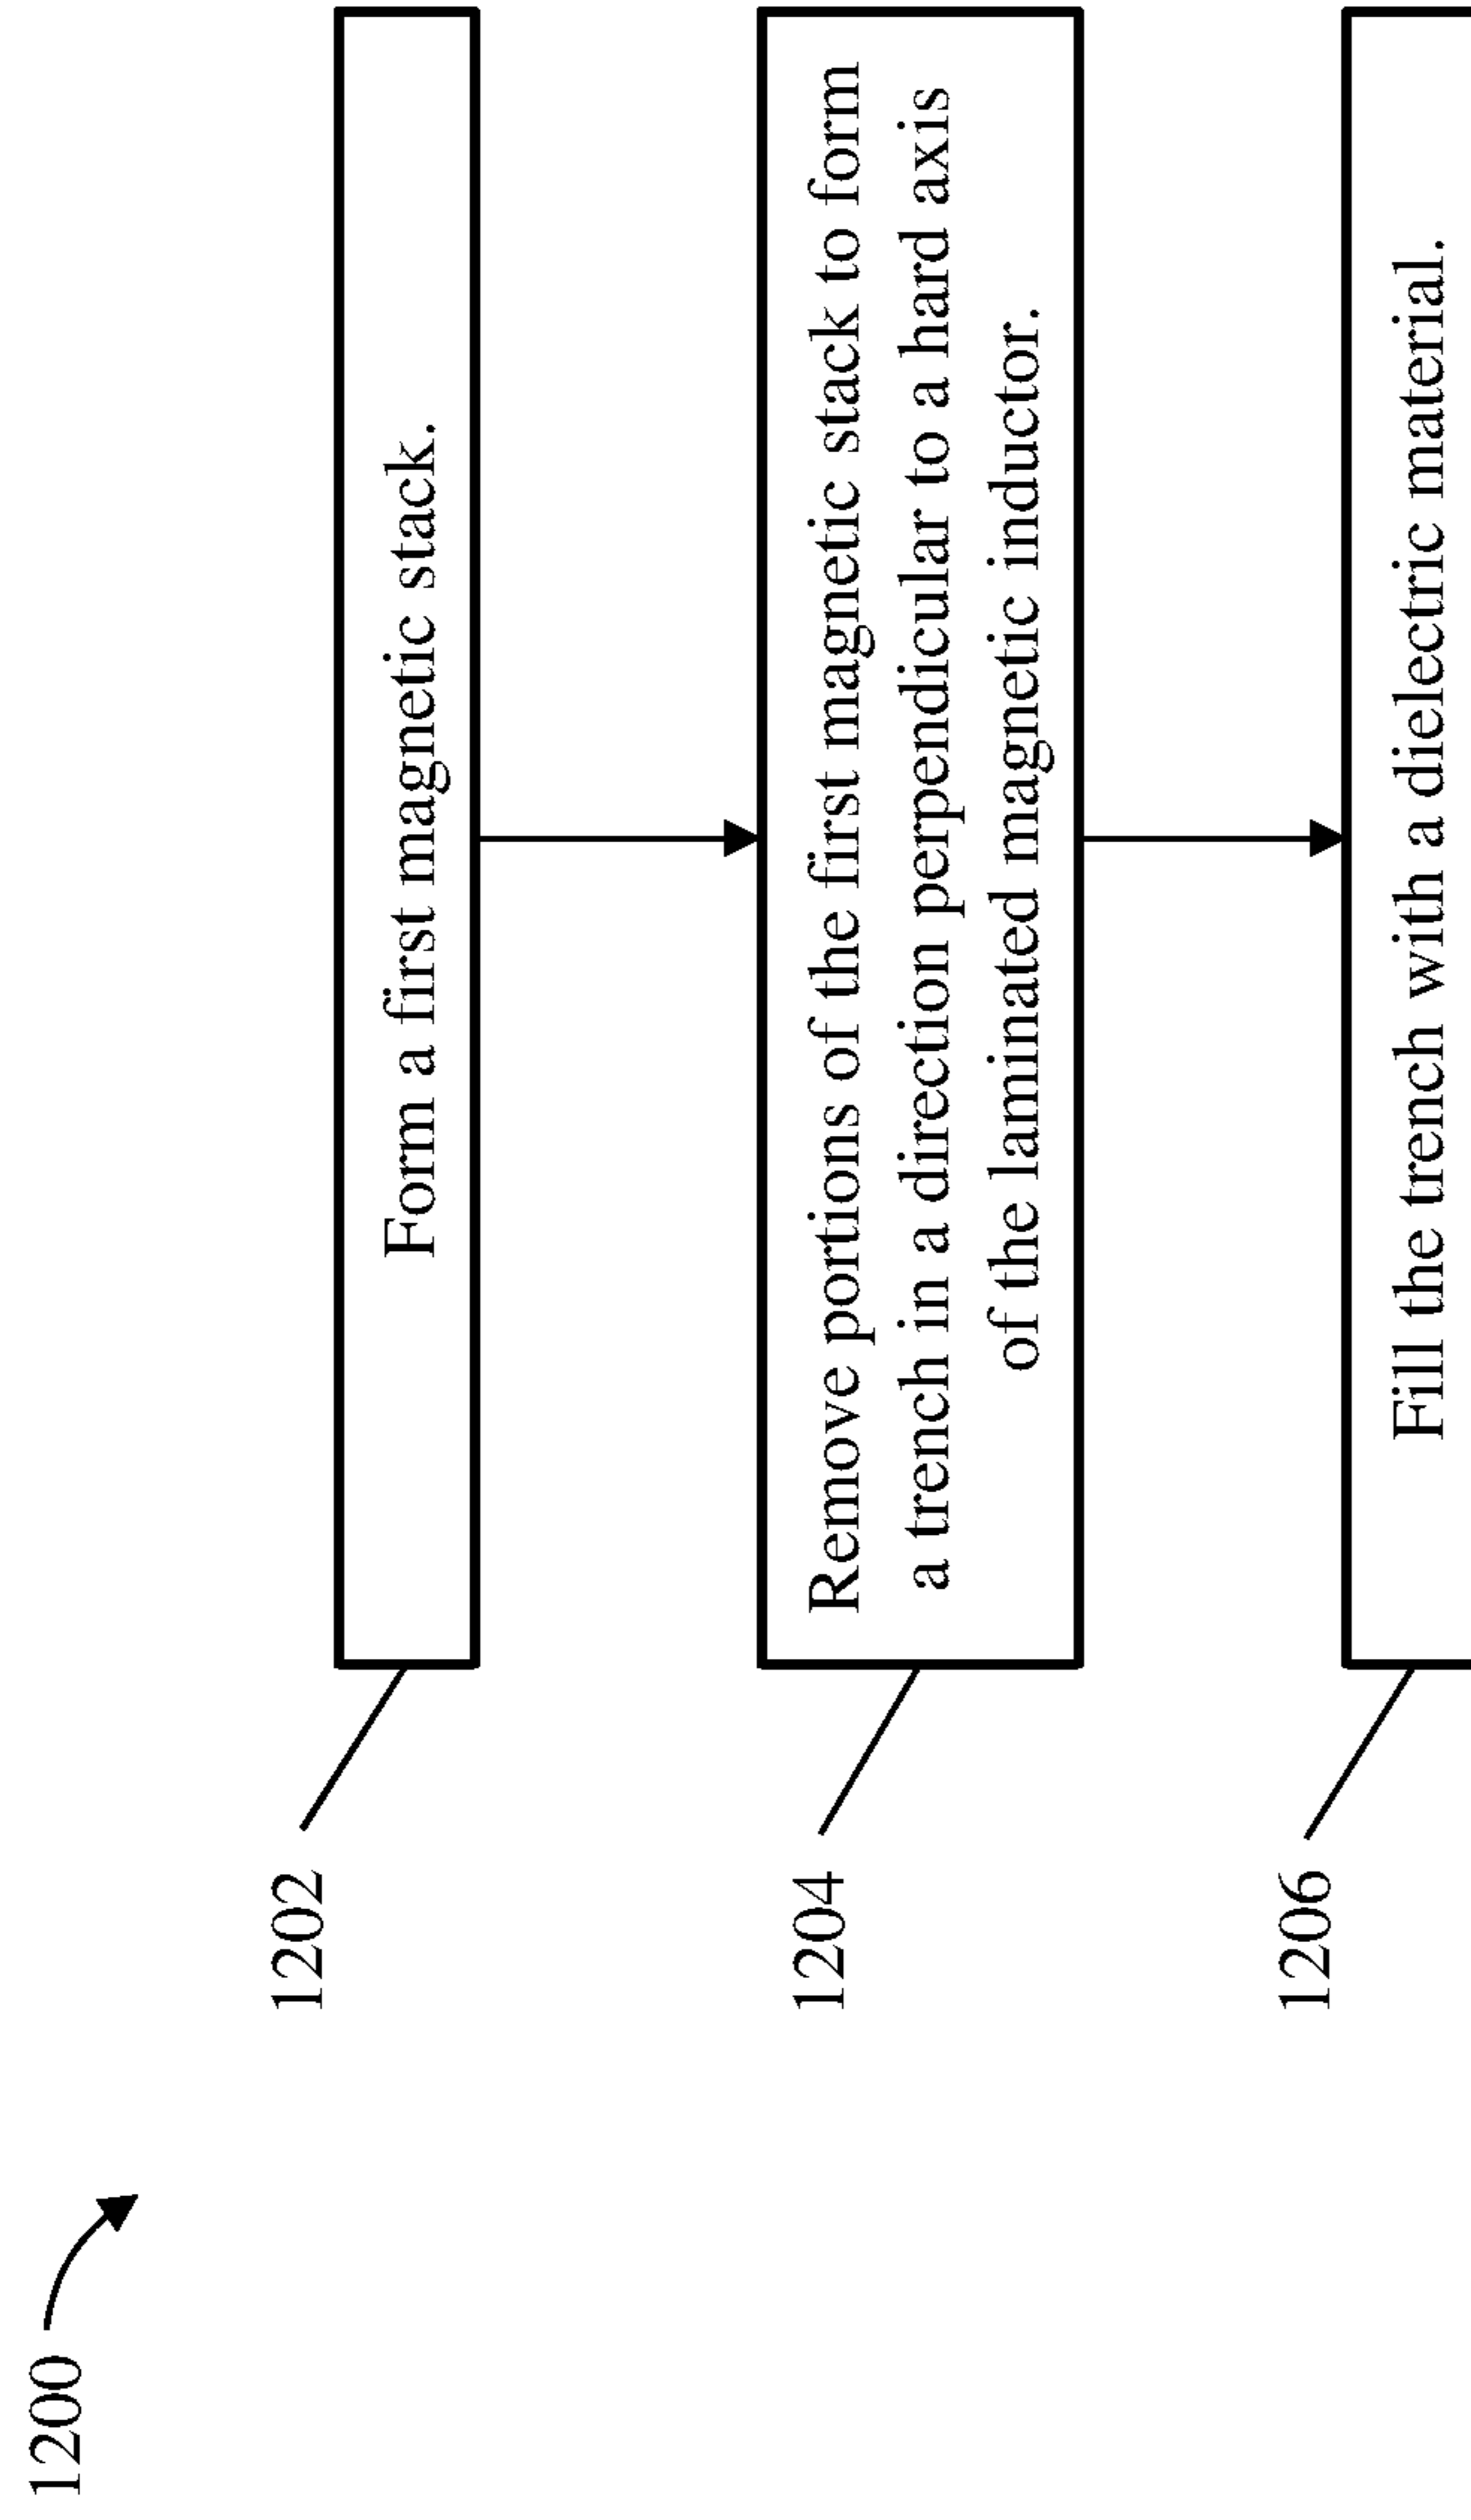 1200
1202
Form a first magnetic stack.
1204
Remove portions of the first magnetic stack to form
a trench in a direction perpendicular to a hard axis
of the laminated magnetic inductor.
1206
Fill the trench with a dielectric material.